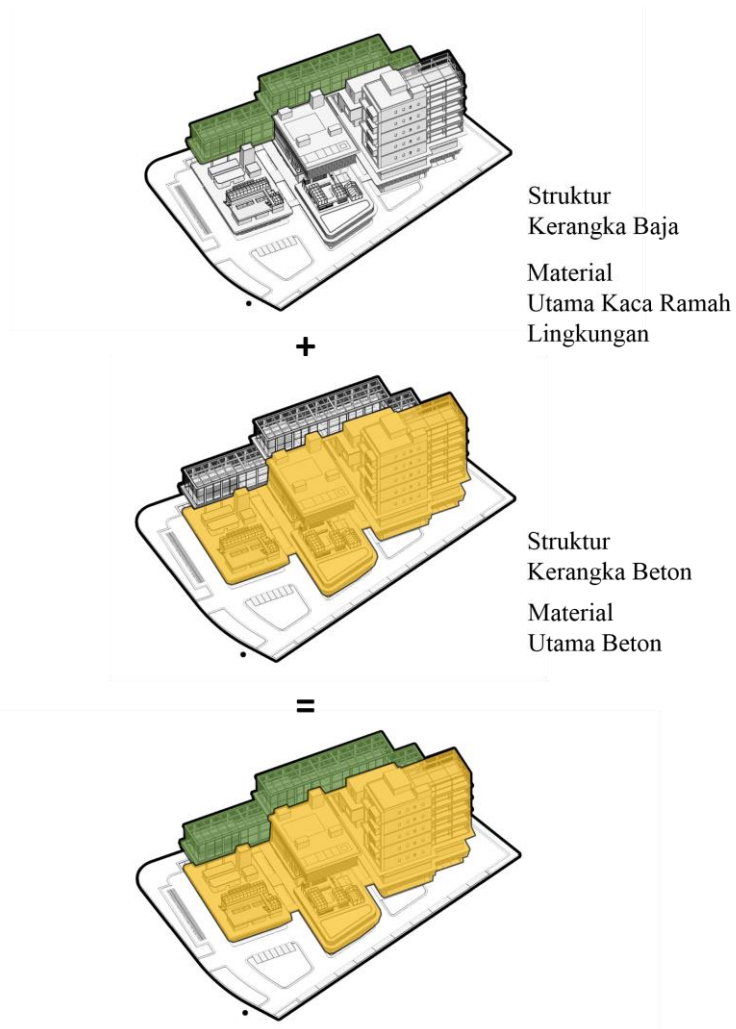 Struktur
Kerangka Baja
Material
Utama Kaca Ramah
Lingkungan
+
Struktur
Kerangka Beton
Material
Utama Beton
=